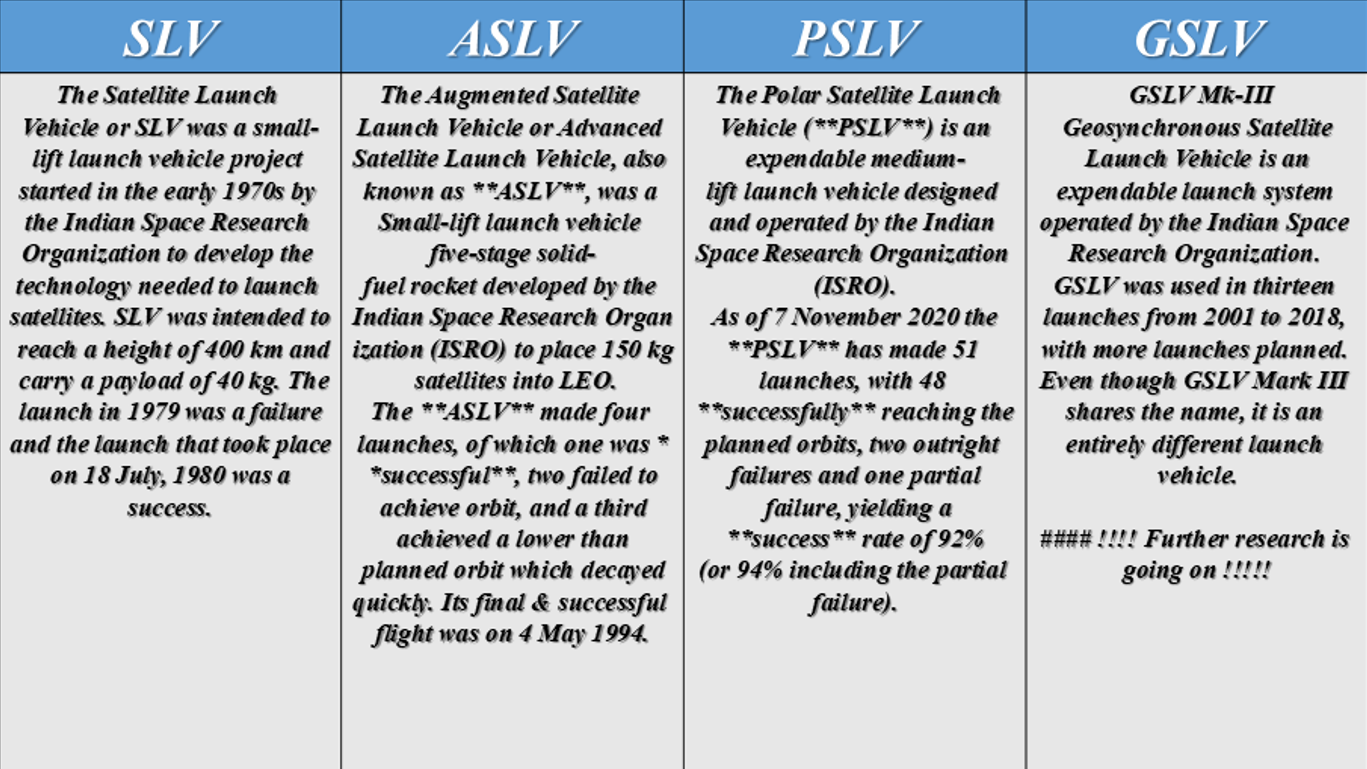 SLV
ASLV
PSLV
GSLV
The Satellite Launch
Vehicle or SLV was a small-
lift launch vehicle project
started in the early 1970s by
the Indian Space Research
Organization to develop the
technology needed to launch
satellites. SLV was intended to
reach a height of 400 km and
carry a payload of 40 kg. The
launch in 1979 was a failure
and the launch that took place
on 18 July, 1980 was a
success.
The Augmented Satellite
Launch Vehicle or Advanced
Satellite Launch Vehicle, also
known as **ASLV**, was a
Small-lift launch vehicle
five-stage solid-
fuel rocket developed by the
Indian Space Research Organ
ization (ISRO) to place 150 kg
satellites into LEO.
The **ASLV** made four
launches, of which one was *
*successful**, two failed to
achieve orbit, and a third
achieved a lower than
planned orbit which decayed
quickly. Its final & successful
flight was on 4 May 1994.
The Polar Satellite Launch
Vehicle (**PSLV**) is an
expendable medium-
lift launch vehicle designed
and operated by the Indian
Space Research Organization
(ISRO).
As of 7 November 2020 the
**PSLV** has made 51
launches, with 48
**successfully** reaching the
planned orbits, two outright
failures and one partial
failure, yielding a
**success** rate of 92%
(or 94% including the partial
failure).
GSLV Mk-III
Geosynchronous Satellite
Launch Vehicle is an
expendable launch system
operated by the Indian Space
Research Organization.
GSLV was used in thirteen
launches from 2001 to 2018,
with more launches planned.
Even though GSLV Mark III
shares the name, it is an
entirely different launch
vehicle.
#### !!!! Further research is
going on !!!!!